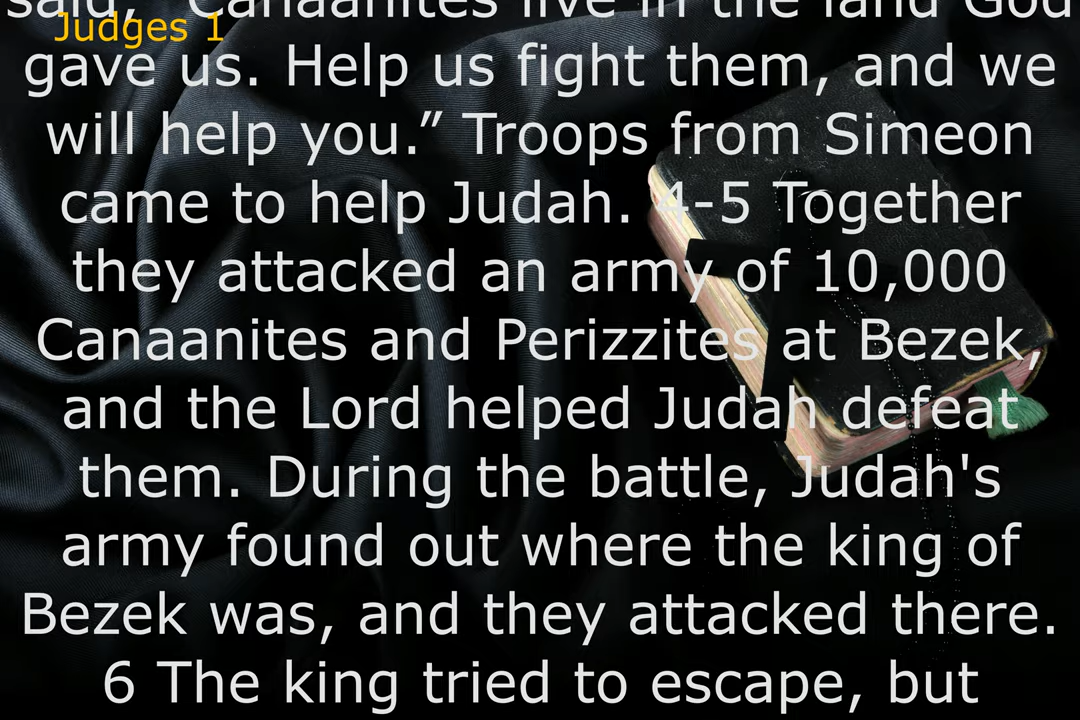 said, “Canaanites live in the land God
Judges 1
gave us. Help us fight them, and we
will help you.” Troops from Simeon
came to help Judah. 4-5 Together
they attacked an army of 10,000
Canaanites and Perizzites at Bezek,
and the Lord helped Judah defeat
them. During the battle, Judah's
army found out where the king of
Bezek was, and they attacked there.
6 The king tried to escape, but